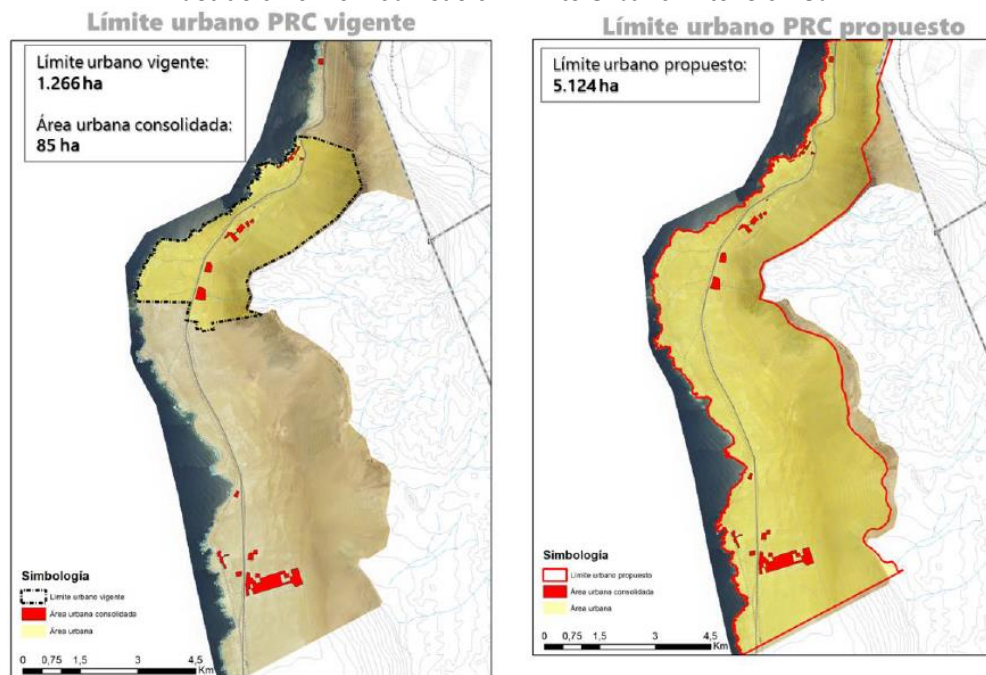 Límite urbano PRC vigente
Límite urbano vigente:
1.266 ha
Área urbana consolidada:
85 ha
Simbología
Límite urbano vigente
Área urbana consolidada
Área urbana
0 0,75 1,5 3 4,5
Km
Límite urbano PRC propuesto
Límite urbano propuesto:
5.124 ha
Simbología
Límite urbano propuesto
Área urbana consolidada
Área urbana
0 0,75 1,5 3 4,5
Km